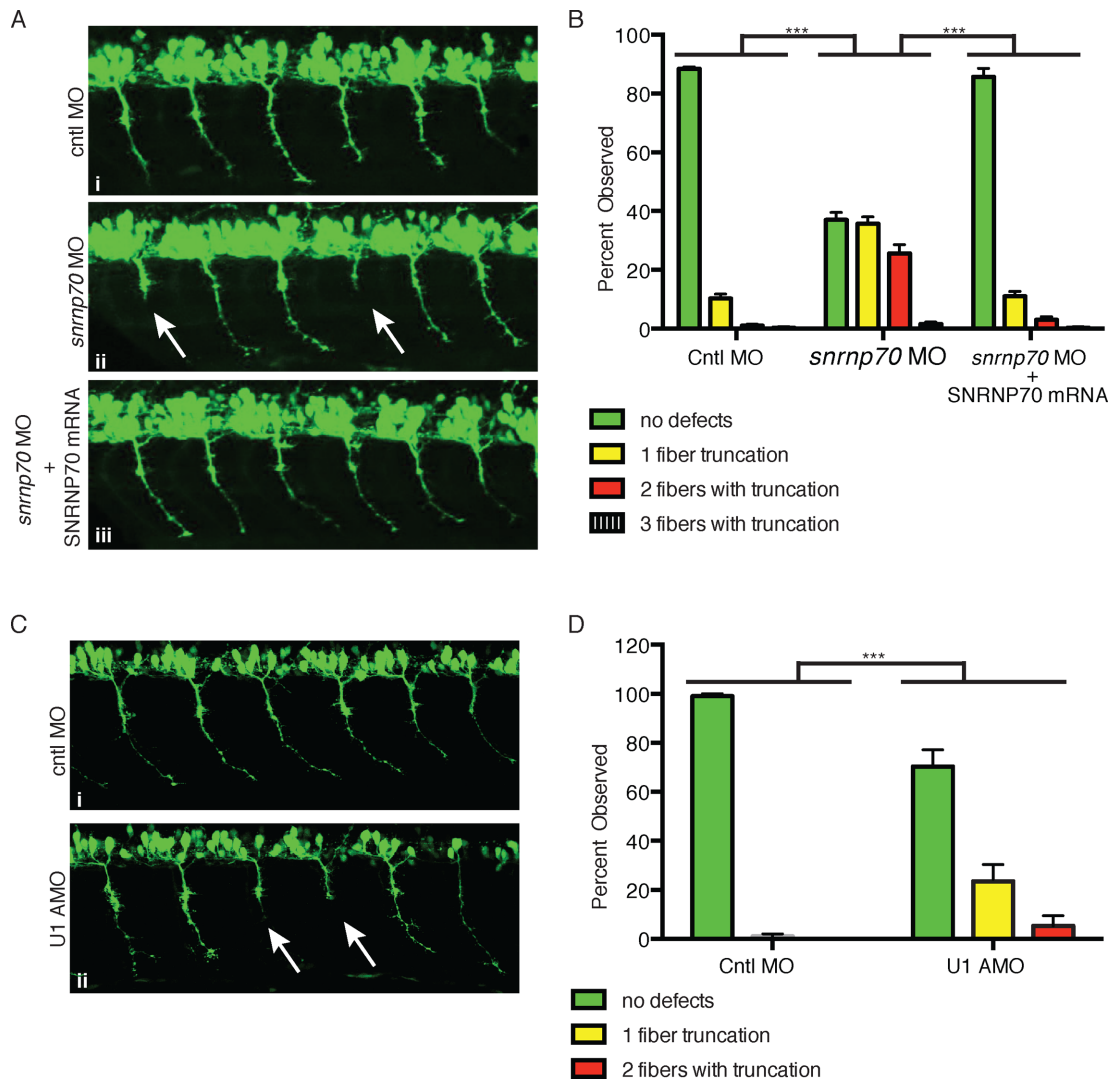 A
cntl MO
i
snrnp70 MO
ii
snrnp70 MO
+
SNRNP70 mRNA
iii
B
Percent Observed
100
80
60
40
20
0
***
***
Cntl MO
snrnp70 MO
snrnp70 MO
+
SNRNP70 mRNA
no defects
1 fiber truncation
2 fibers with truncation
3 fibers with truncation
C
cntl MO
i
U1 AMO
ii
D
Percent Observed
120
100
80
60
40
20
0
***
Cntl MO
U1 AMO
no defects
1 fiber truncation
2 fibers with truncation